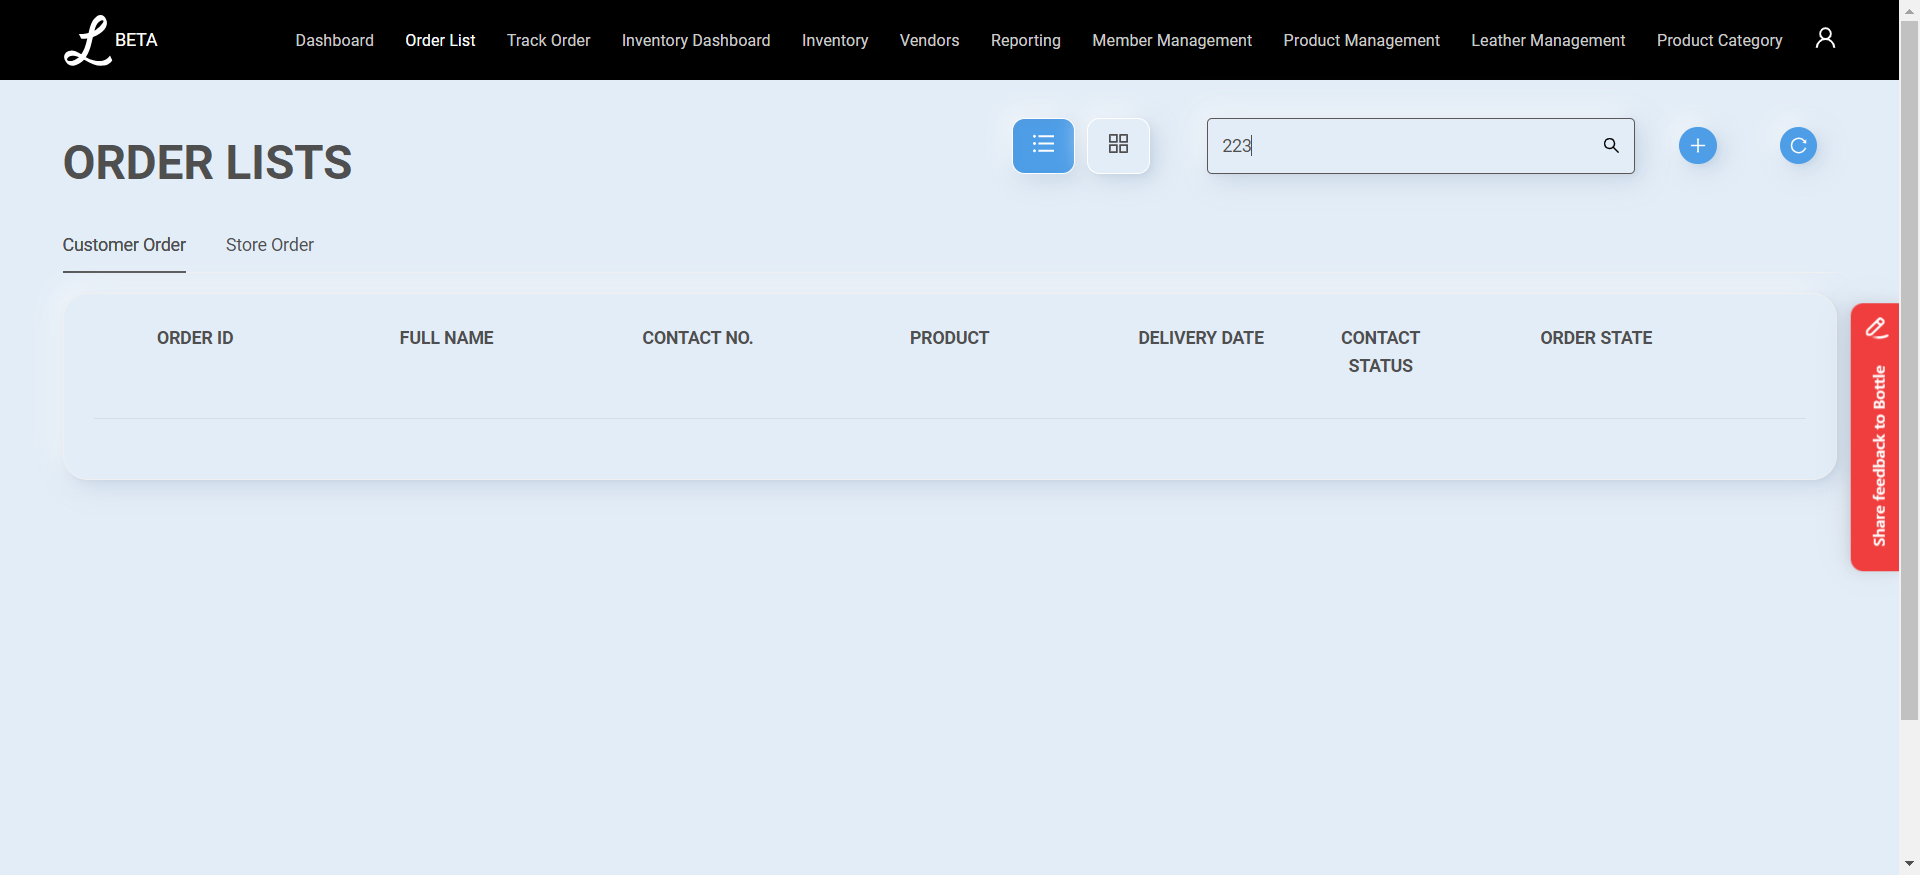 L BETA
Dashboard Order List Track Order Inventory Dashboard Inventory Vendors Reporting Member Management Product Management Leather Management Product Category
ORDER LISTS
223
Customer Order Store Order
ORDER ID FULL NAME CONTACT NO. PRODUCT DELIVERY DATE CONTACT STATUS ORDER STATE
Share feedback to Bottle